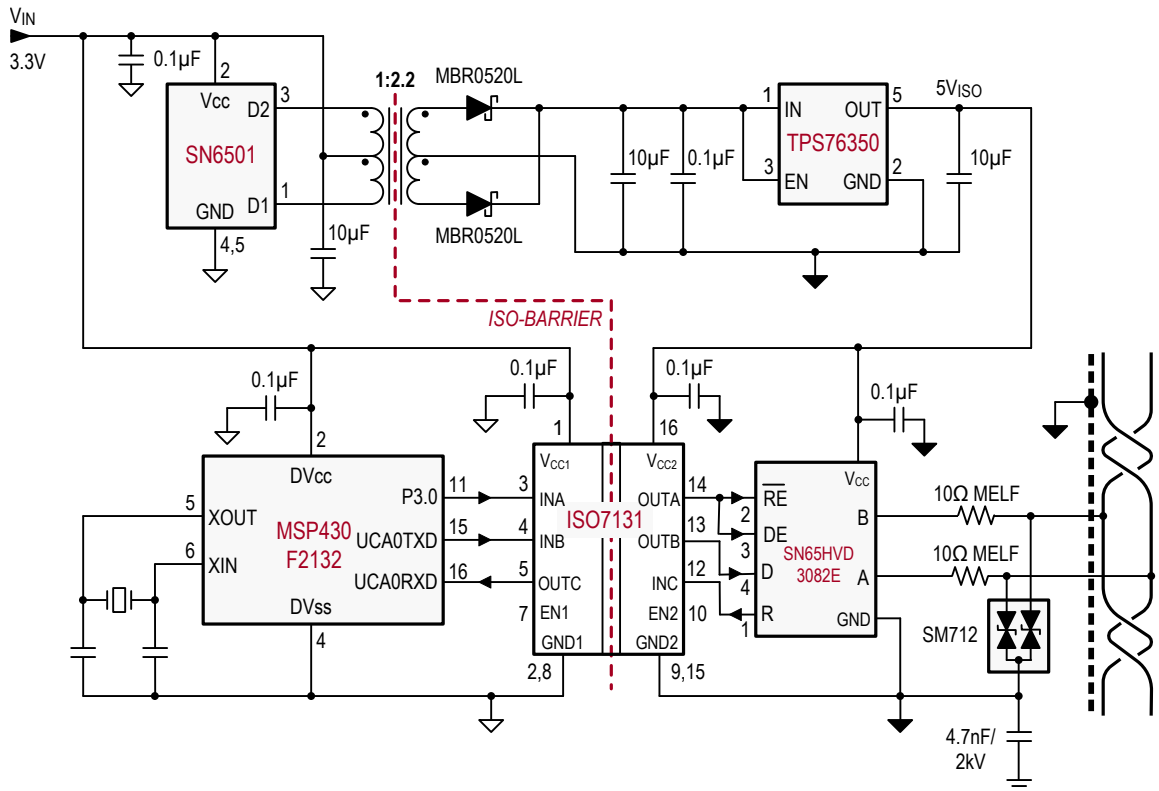 VIN
3.3V
0.1µF
2
Vcc
D2
3
SN6501
D1
1
GND
4,5
10µF
1:2.2
MBR0520L
MBR0520L
10µF
0.1µF
1
IN
OUT
5
TPS76350
3
EN
GND
2
5VISO
10µF
ISO-BARRIER
0.1µF
2
DVcc
5
XOUT
6
XIN
MSP430
F2132
P3.0
11
UCA0TXD
15
UCA0RXD
16
DVss
4
0.1µF
1
VCC1
3
INA
4
INB
5
OUTC
7
EN1
GND1
2,8
ISO7131
0.1µF
16
VCC2
OUTA
14
OUTB
13
INC
12
EN2
10
GND2
9,15
0.1µF
VCC
RE
2
DE
3
D
4
R
1
SN65HVD
3082E
B
A
GND
10Ω MELF
10Ω MELF
SM712
4.7nF/
2kV